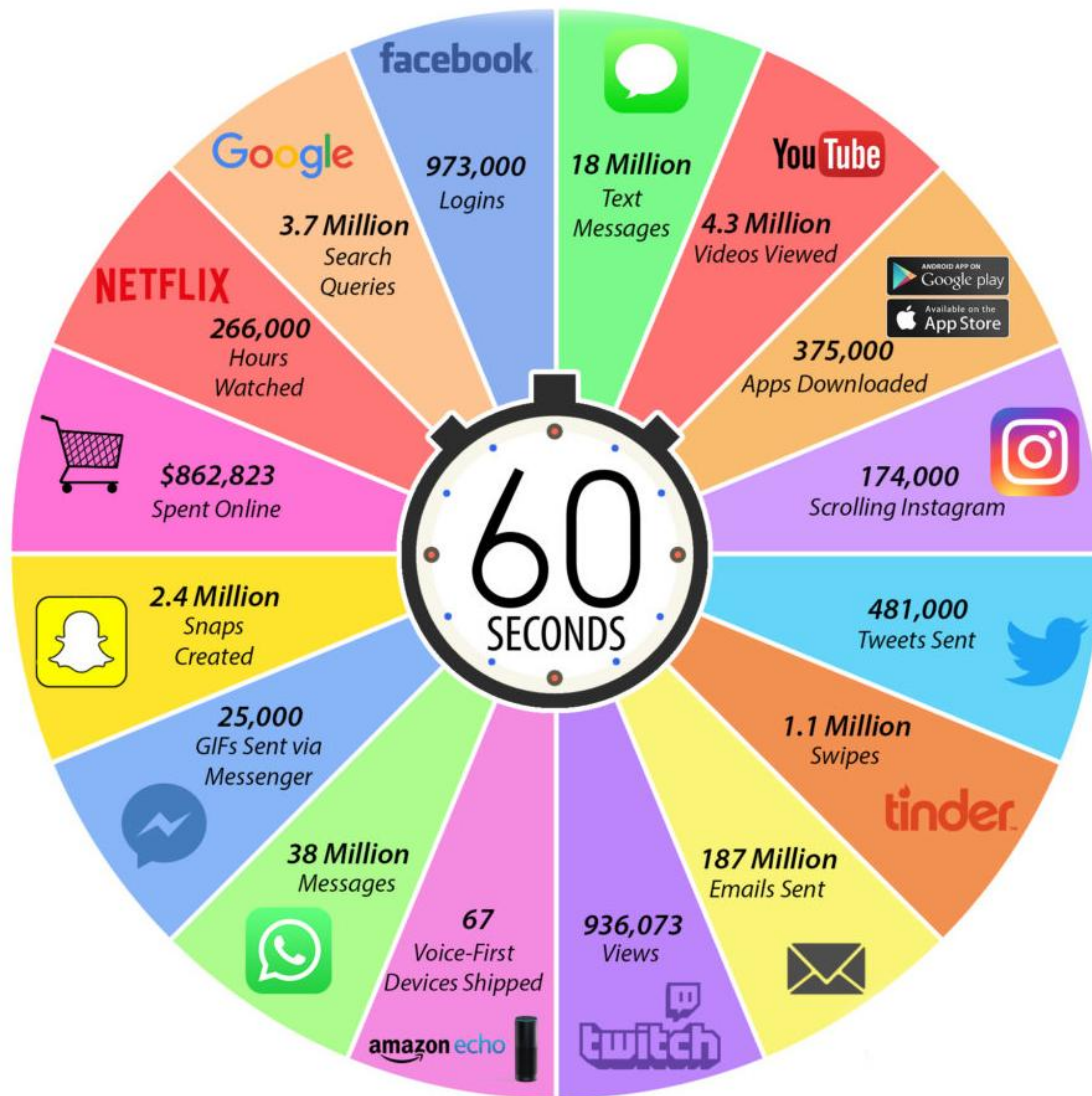 facebook
973,000
Logins
18 Million
Text
Messages
YouTube
4.3 Million
Videos Viewed
ANDROID APP ON
Google play
Available on the
App Store
375,000
Apps Downloaded
174,000
Scrolling Instagram
481,000
Tweets Sent
1.1 Million
Swipes
tinder
187 Million
Emails Sent
936,073
Views
twitch
67
Voice-First
Devices Shipped
amazon echo
38 Million
Messages
25,000
GIFs Sent via
Messenger
2.4 Million
Snaps
Created
$862,823
Spent Online
NETFLIX
266,000
Hours
Watched
Google
3.7 Million
Search
Queries
60
SECONDS